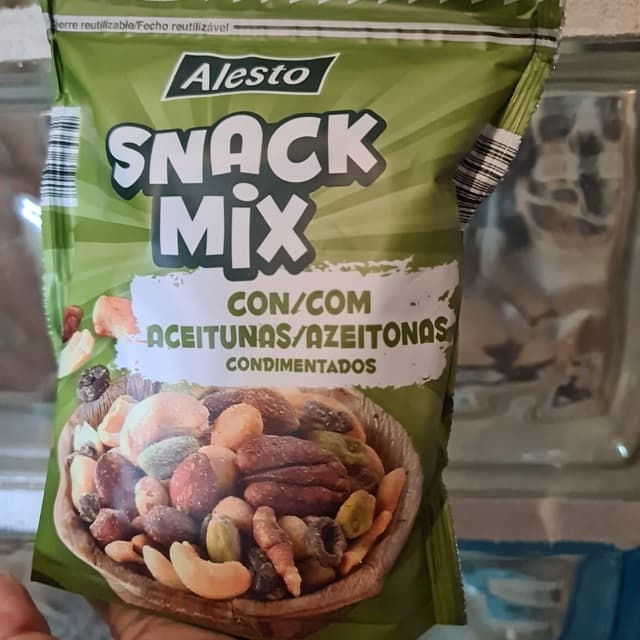 ierre reutilizable/Fecho reutilizável
Alesto
SNACK
MiX
CON/COM
ACEITUNAS/AZEITONAS
CONDIMENTADOS